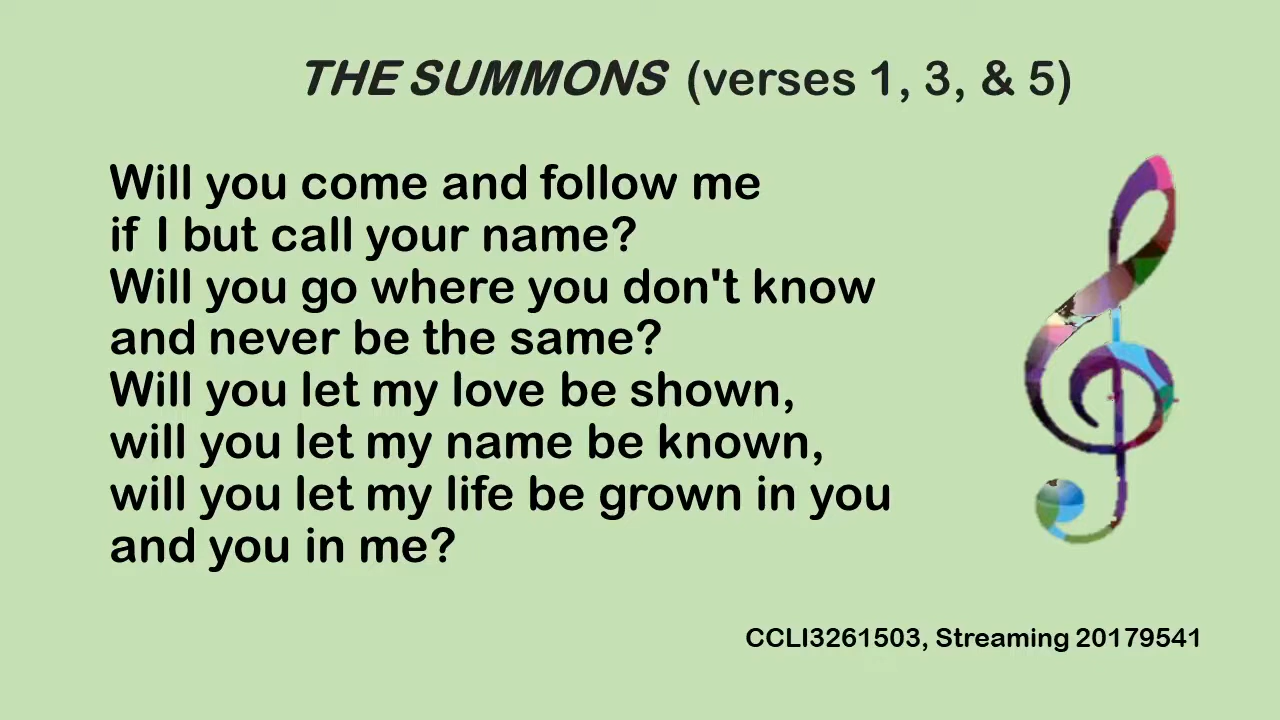 THE SUMMONS (verses 1, 3, & 5)
Will you come and follow me
if I but call your name?
Will you go where you don't know
and never be the same?
Will you let my love be shown,
will you let my name be known,
will you let my life be grown in you
and you in me?
CCLI3261503, Streaming 20179541